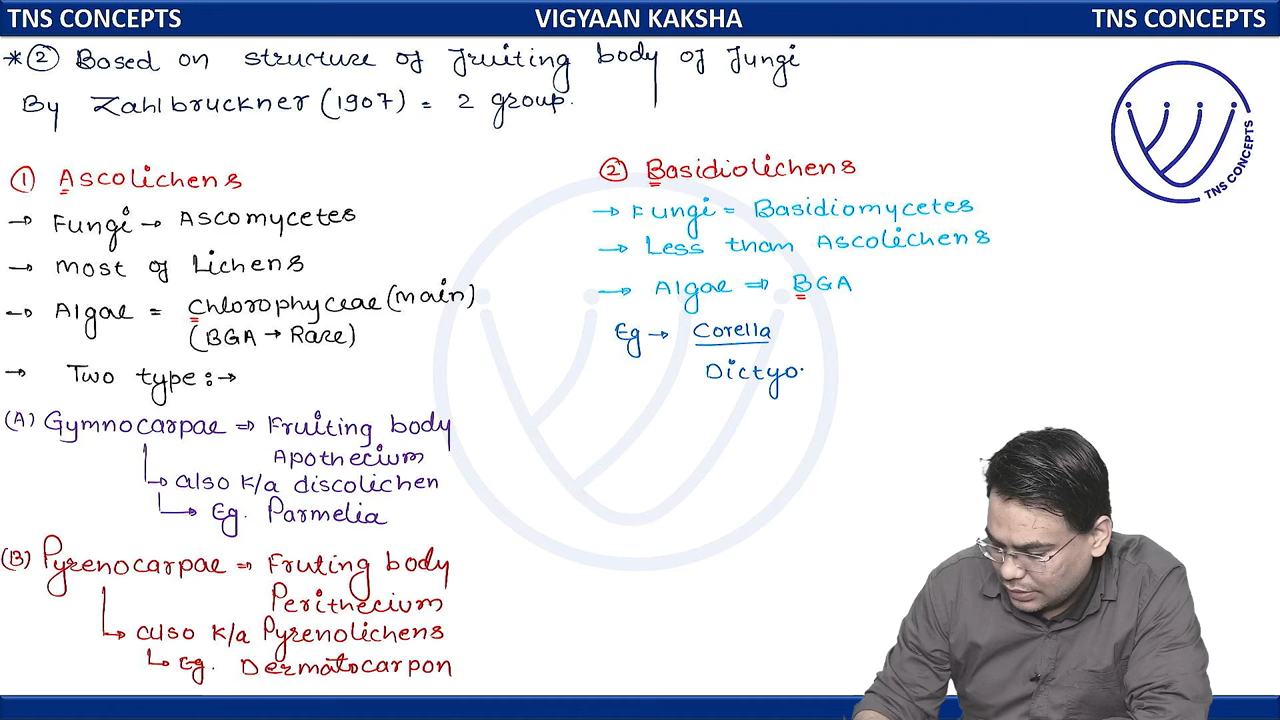 TNS CONCEPTS
VIGYAAN KAKSHA
TNS CONCEPTS
*② Based on structure of fruiting body of fungi
By Zahlbruckner (1907) = 2 group.
① Ascolichens
→ Fungi → Ascomycetes
→ most of Lichens
→ Algae = Chlorophyceae (main)
(BGA → Rare)
→ Two type :→
(A) Gymnocarpae ⇒ Fruiting body
Apothecium
↳ also k/a discolichen
↳ Eg. Parmelia
(B) Pyrenocarpae ⇒ Fruting body
Perithecium
↳ also k/a Pyrenolichens
↳ Eg. Dermatocarpon
② Basidiolichens
→ Fungi = Basidiomycetes
→ Less than Ascolichens
→ Algae ⇒ BGA
Eg → Corella
Dictyo
TNS CONCEPTS